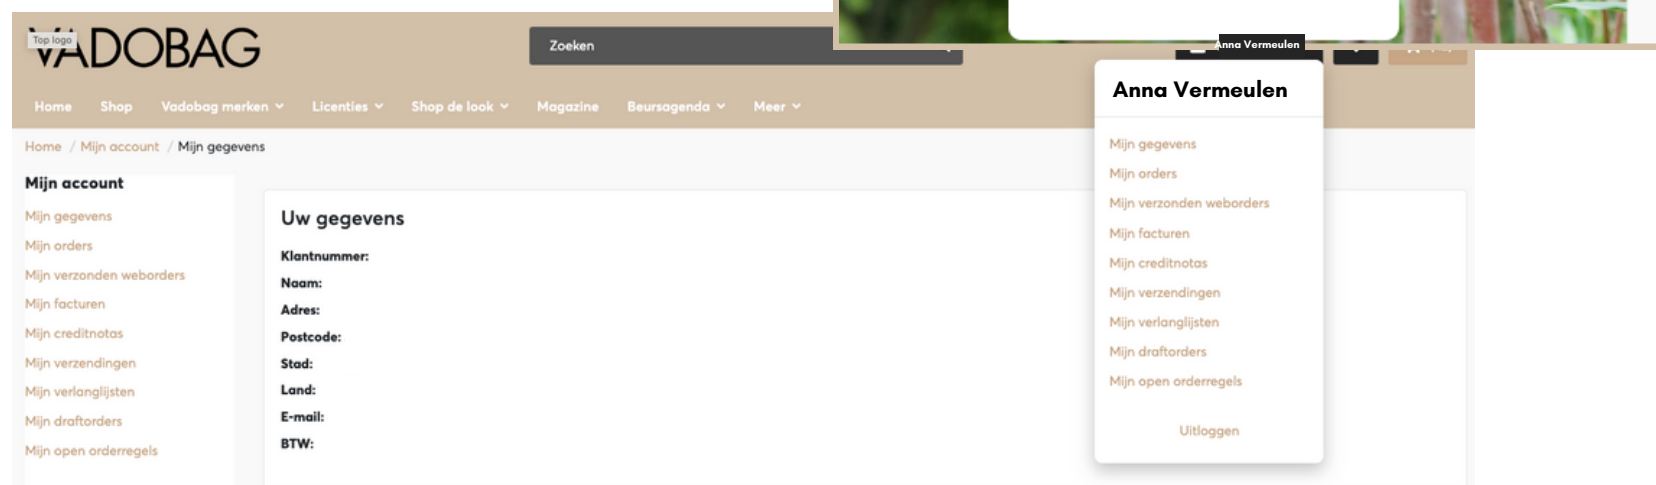 Top logo
VADOBAG
Zoeken
Anna Vermeulen
Home Shop Vadobag merken Licenties Shop de look Magazine Beursagenda Meer
Home / Mijn account / Mijn gegevens
Mijn account
Mijn gegevens
Mijn orders
Mijn verzonden weborders
Mijn facturen
Mijn creditnotas
Mijn verzendingen
Mijn verlanglijsten
Mijn draftorders
Mijn open orderregels
Uw gegevens
Klantnummer:
Naam:
Adres:
Postcode:
Stad:
Land:
E-mail:
BTW:
Anna Vermeulen
Mijn gegevens
Mijn orders
Mijn verzonden weborders
Mijn facturen
Mijn creditnotas
Mijn verzendingen
Mijn verlanglijsten
Mijn draftorders
Mijn open orderregels
Uitloggen